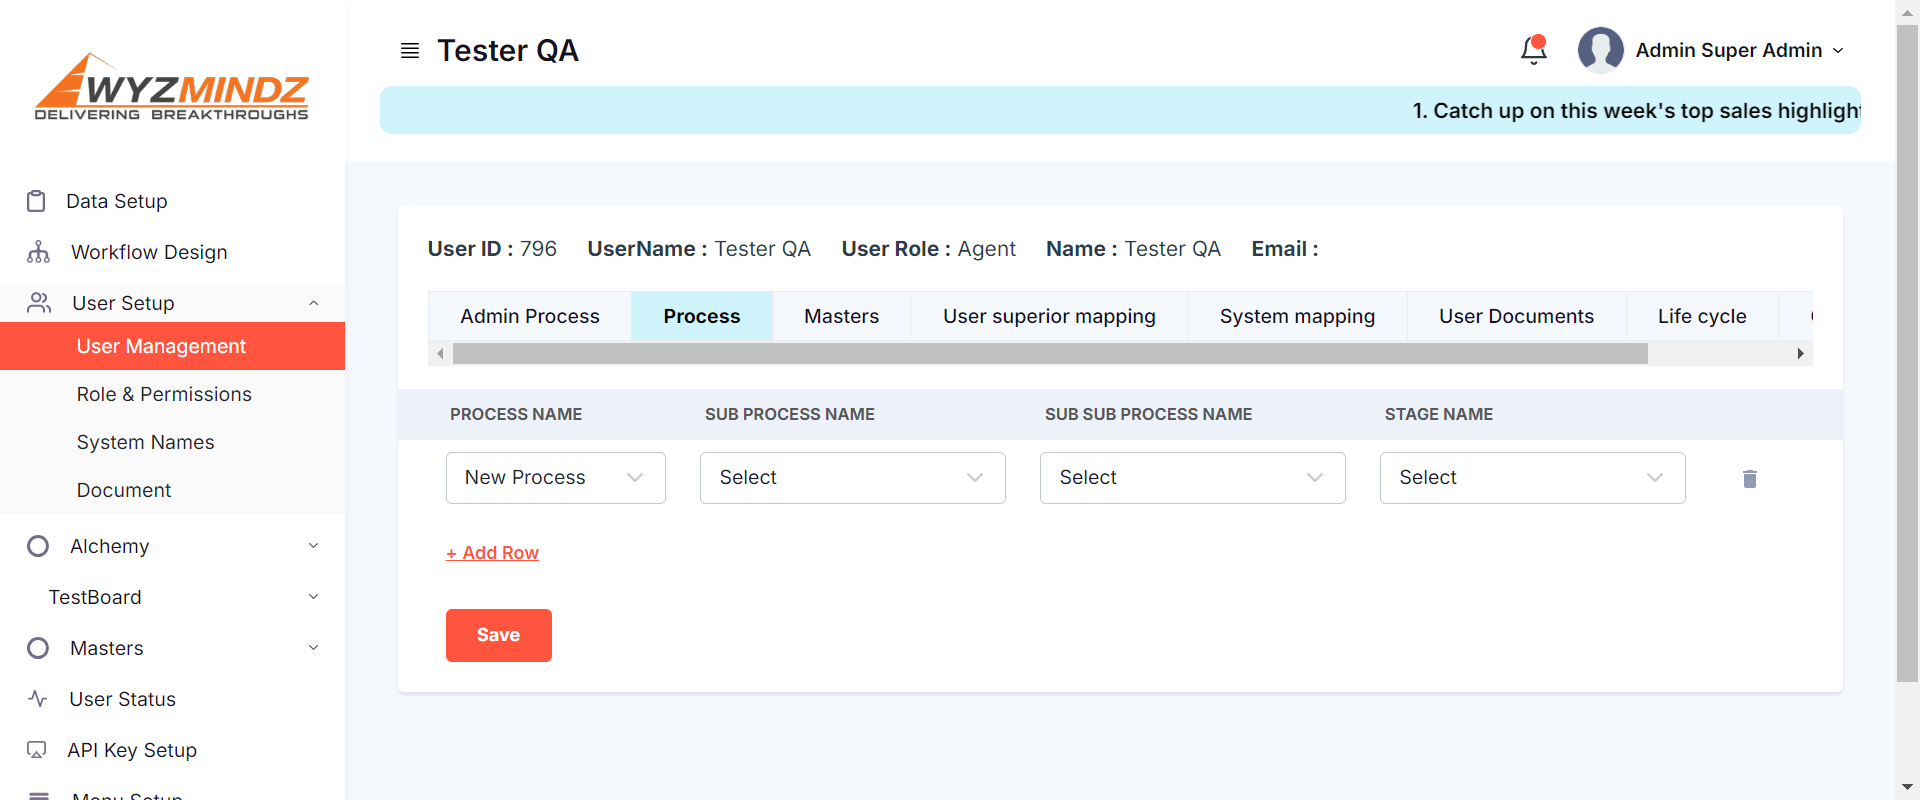 WYZMINDZ
DELIVERING BREAKTHROUGHS
Data Setup
Workflow Design
User Setup
User Management
Role & Permissions
System Names
Document
Alchemy
TestBoard
Masters
User Status
API Key Setup
Menu Setup
Tester QA
Admin Super Admin
1. Catch up on this week's top sales highlight
User ID : 796 UserName : Tester QA User Role : Agent Name : Tester QA Email :
Admin Process Process Masters User superior mapping System mapping User Documents Life cycle
PROCESS NAME SUB PROCESS NAME SUB SUB PROCESS NAME STAGE NAME
New Process Select Select Select
+ Add Row
Save